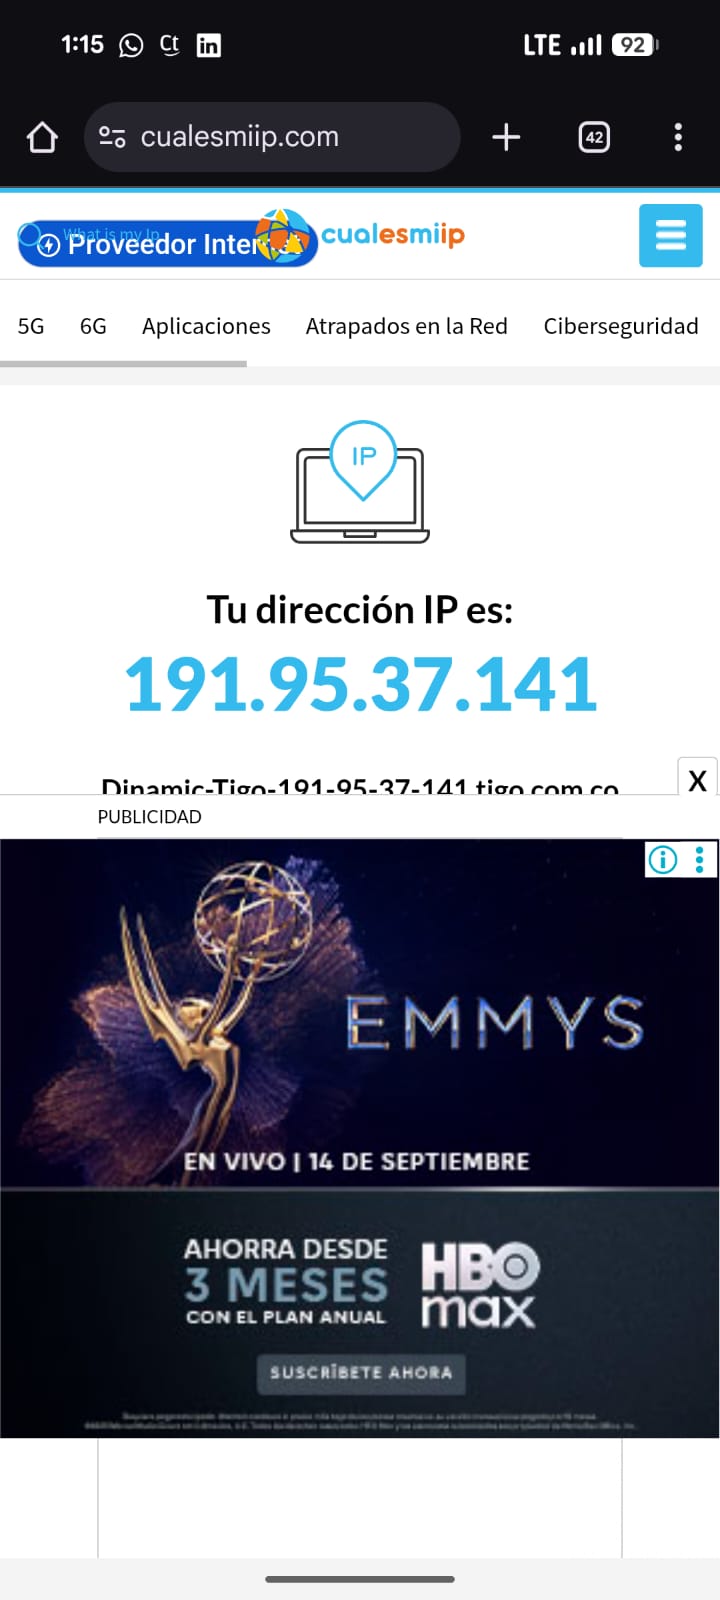 1:15 Ct in LTE 92
cualesmiip.com 42
What is my Ip
Proveedor Inter
cualesmiip
5G 6G Aplicaciones Atrapados en la Red Ciberseguridad
IP
Tu dirección IP es:
191.95.37.141
Dinamic-Tigo-191-95-37-141.tigo.com.co
X
PUBLICIDAD
EMMYS
EN VIVO | 14 DE SEPTIEMBRE
AHORRA DESDE
3 MESES
CON EL PLAN ANUAL
HBO
max
SUSCRÍBETE AHORA